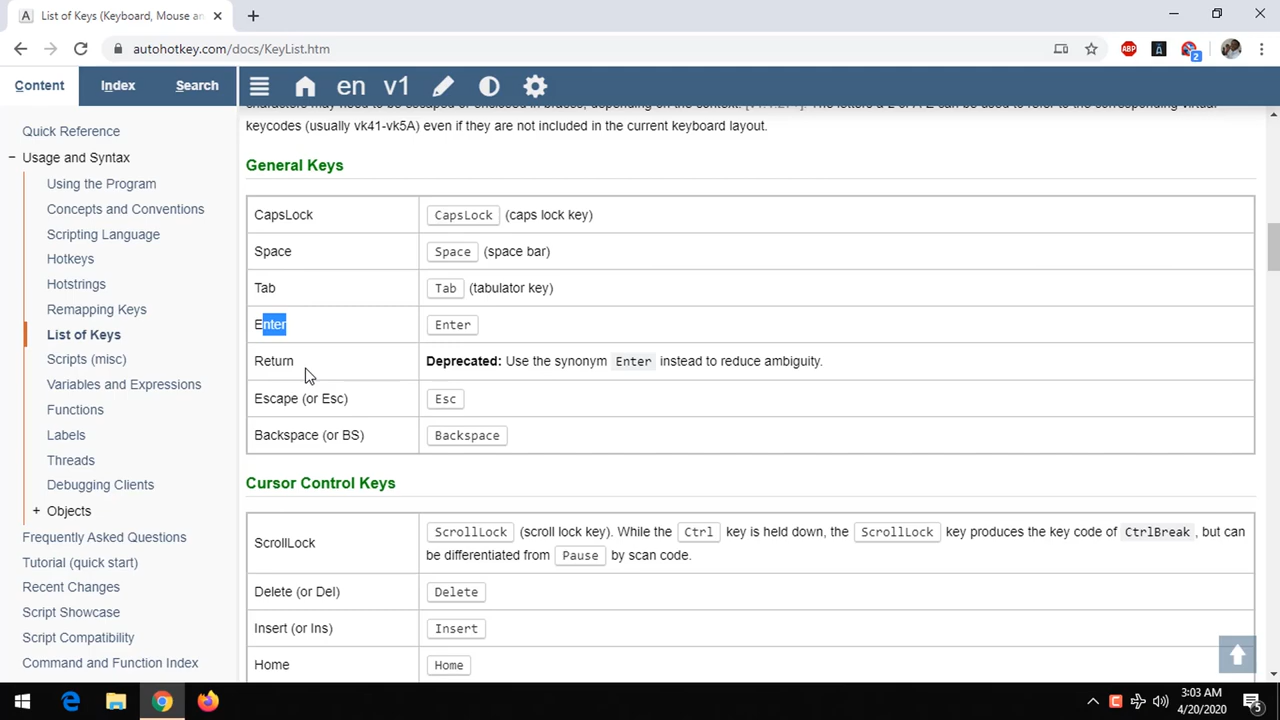 List of Keys (Keyboard, Mouse an
autohotkey.com/docs/KeyList.htm
ABP
2
Content
Index
Search
en
v1
Quick Reference
Usage and Syntax
Using the Program
Concepts and Conventions
Scripting Language
Hotkeys
Hotstrings
Remapping Keys
List of Keys
Scripts (misc)
Variables and Expressions
Functions
Labels
Threads
Debugging Clients
Objects
Frequently Asked Questions
Tutorial (quick start)
Recent Changes
Script Showcase
Script Compatibility
Command and Function Index
keycodes (usually vk41-vk5A) even if they are not included in the current keyboard layout.
General Keys
CapsLock CapsLock (caps lock key)
Space Space (space bar)
Tab Tab (tabulator key)
Enter Enter
Return Deprecated: Use the synonym Enter instead to reduce ambiguity.
Escape (or Esc) Esc
Backspace (or BS) Backspace
Cursor Control Keys
ScrollLock ScrollLock (scroll lock key). While the Ctrl key is held down, the ScrollLock key produces the key code of CtrlBreak, but can
be differentiated from Pause by scan code.
Delete (or Del) Delete
Insert (or Ins) Insert
Home Home
3:03 AM
4/20/2020
5